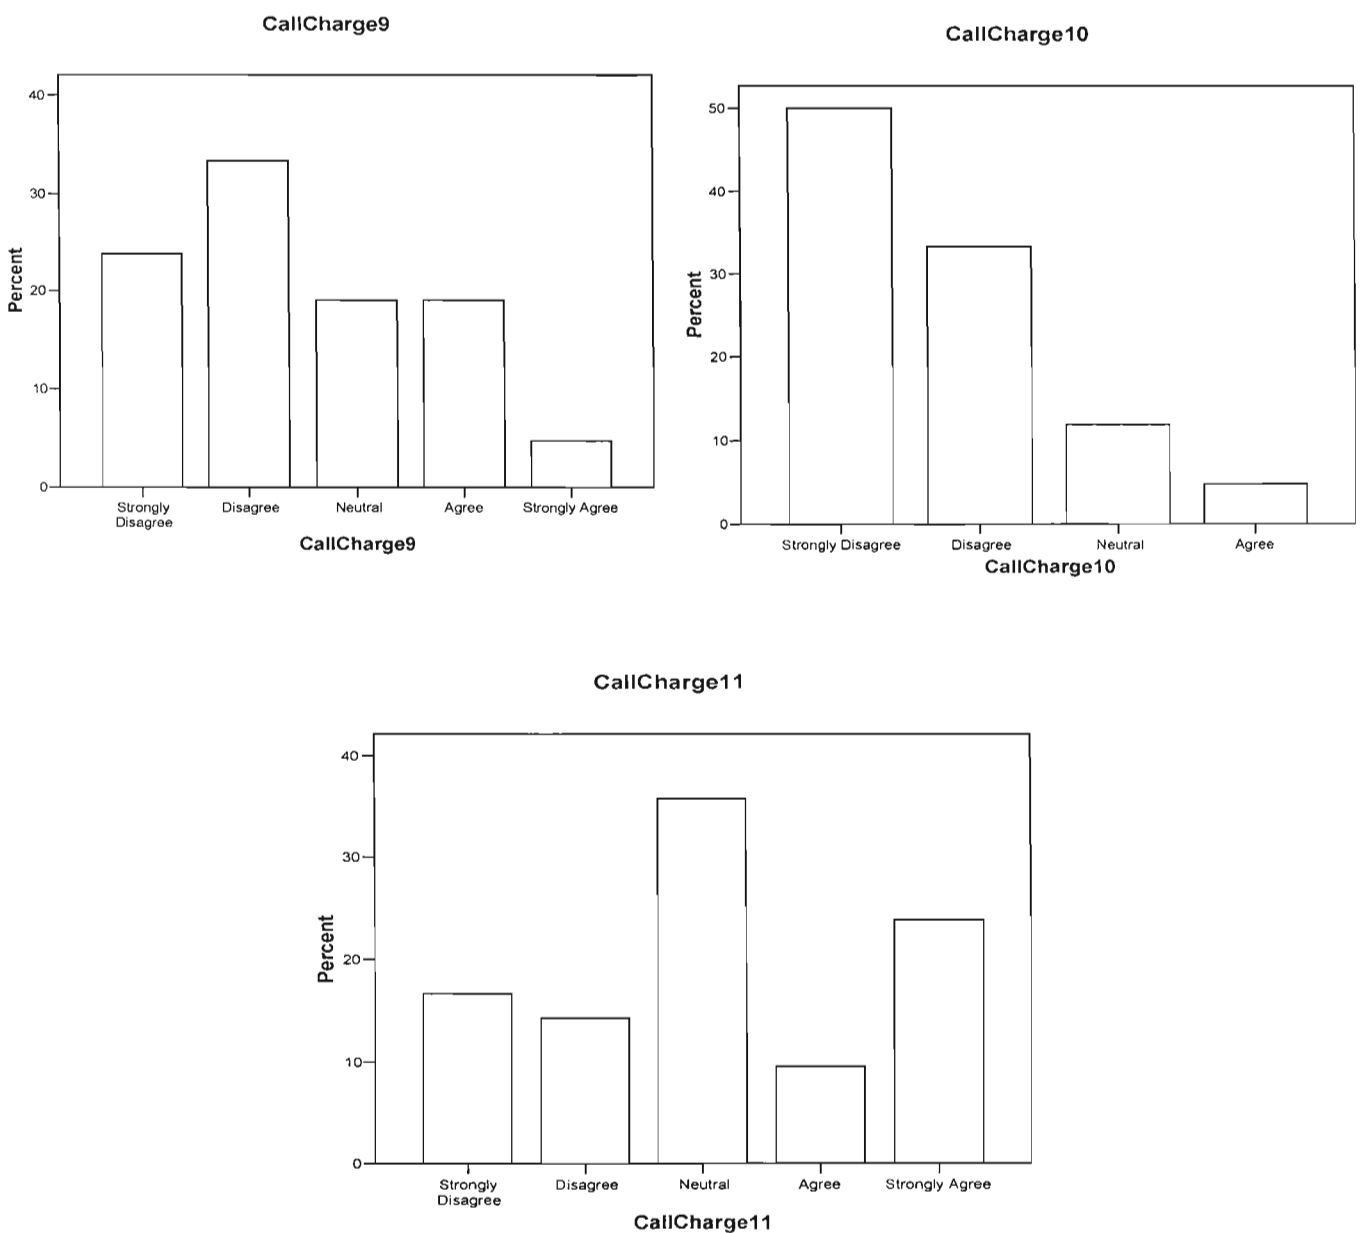 CallCharge9
40
30
20
10
0
Percent
Strongly
Disagree
Disagree
Neutral
Agree
Strongly Agree
CallCharge9
CallCharge10
50
40
30
20
10
0
Percent
Strongly Disagree
Disagree
Neutral
Agree
CallCharge10
CallCharge11
40
30
20
10
0
Percent
Strongly
Disagree
Disagree
Neutral
Agree
Strongly Agree
CallCharge11